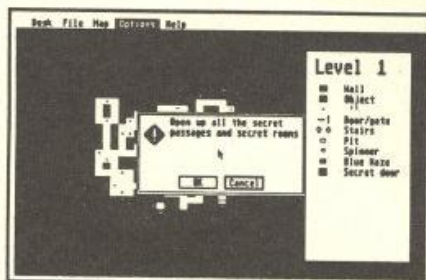 Desk File Map Options Help
Level 1
Wall
Object
Door/gate
Stairs
Pit
Spinner
Blue Haze
Secret door
Open up all the secret
passages and secret rooms
OK Cancel